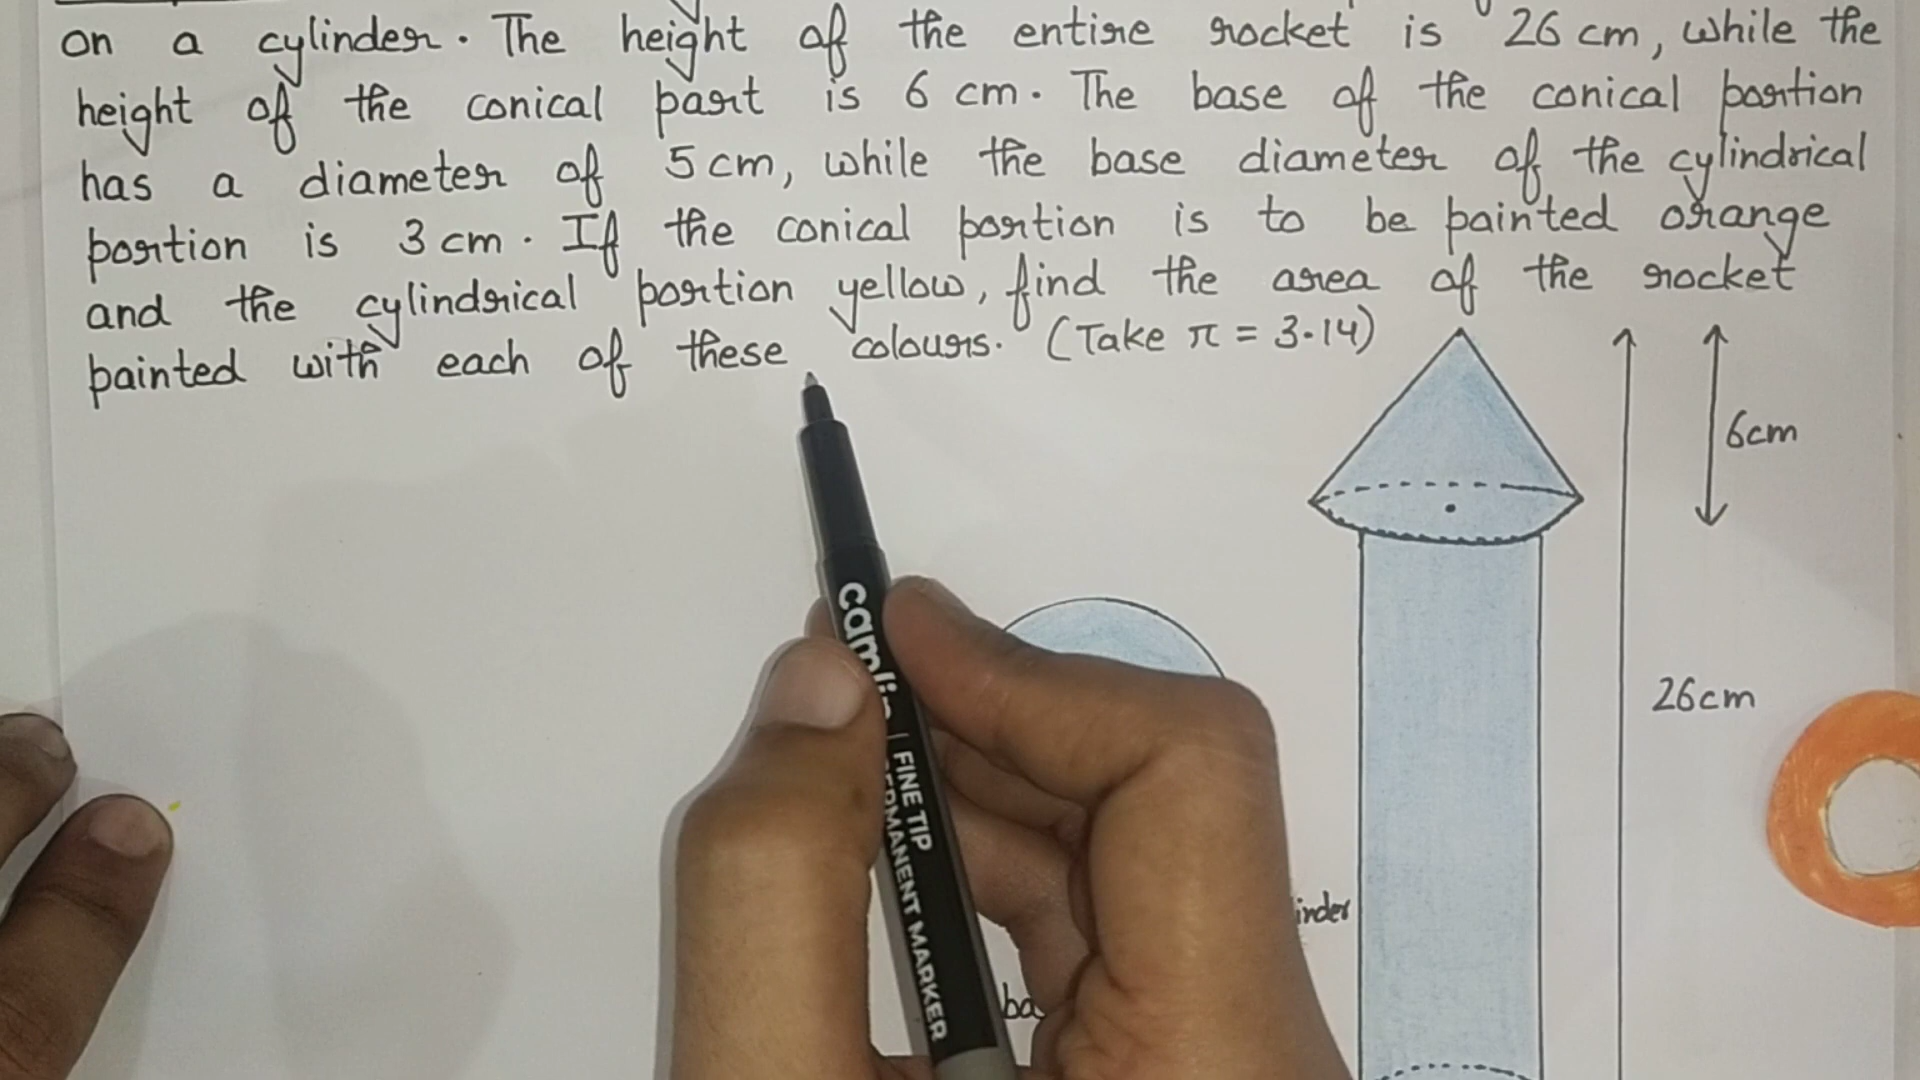 on a cylinder. The height of the entire rocket is 26 cm, while the
height of the conical part is 6 cm. The base of the conical portion
has a diameter of 5 cm, while the base diameter of the cylindrical
portion is 3 cm. If the conical portion is to be painted orange
and the cylindrical portion yellow, find the area of the rocket
painted with each of these colours. (Take π = 3.14)
6cm
26cm
inder
ba
camlin
FINE TIP
PERMANENT MARKER